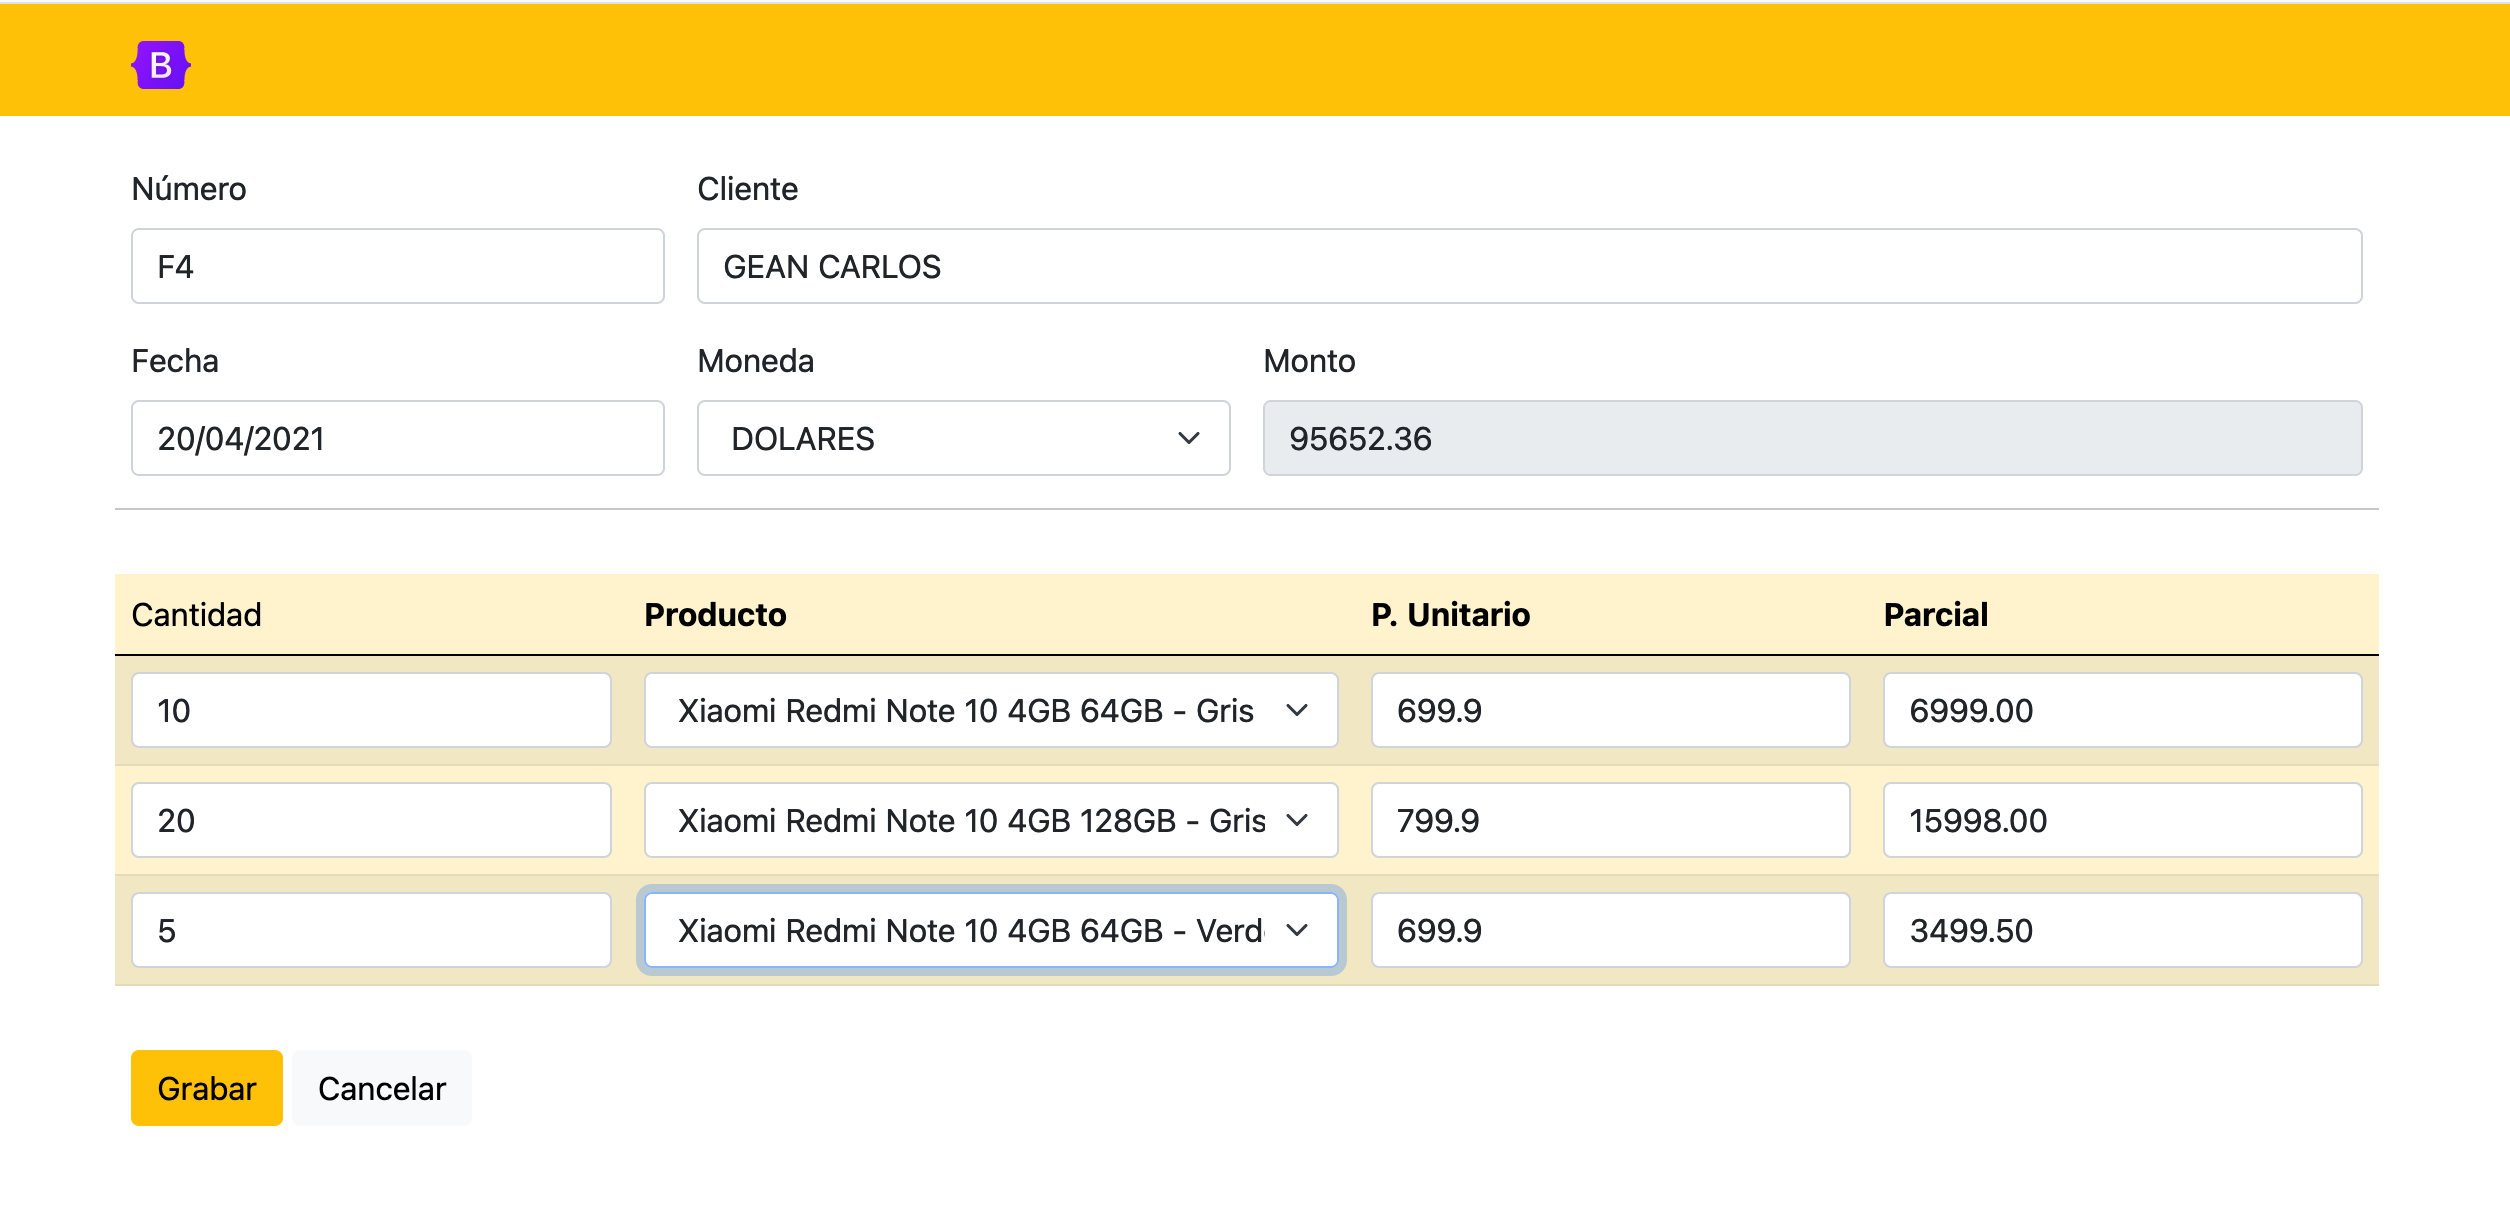 B
Número
Cliente
F4
GEAN CARLOS
Fecha
Moneda
Monto
20/04/2021
DOLARES
95652.36
Cantidad
Producto
P. Unitario
Parcial
10
Xiaomi Redmi Note 10 4GB 64GB - Gris
699.9
6999.00
20
Xiaomi Redmi Note 10 4GB 128GB - Gris
799.9
15998.00
5
Xiaomi Redmi Note 10 4GB 64GB - Verd
699.9
3499.50
Grabar
Cancelar